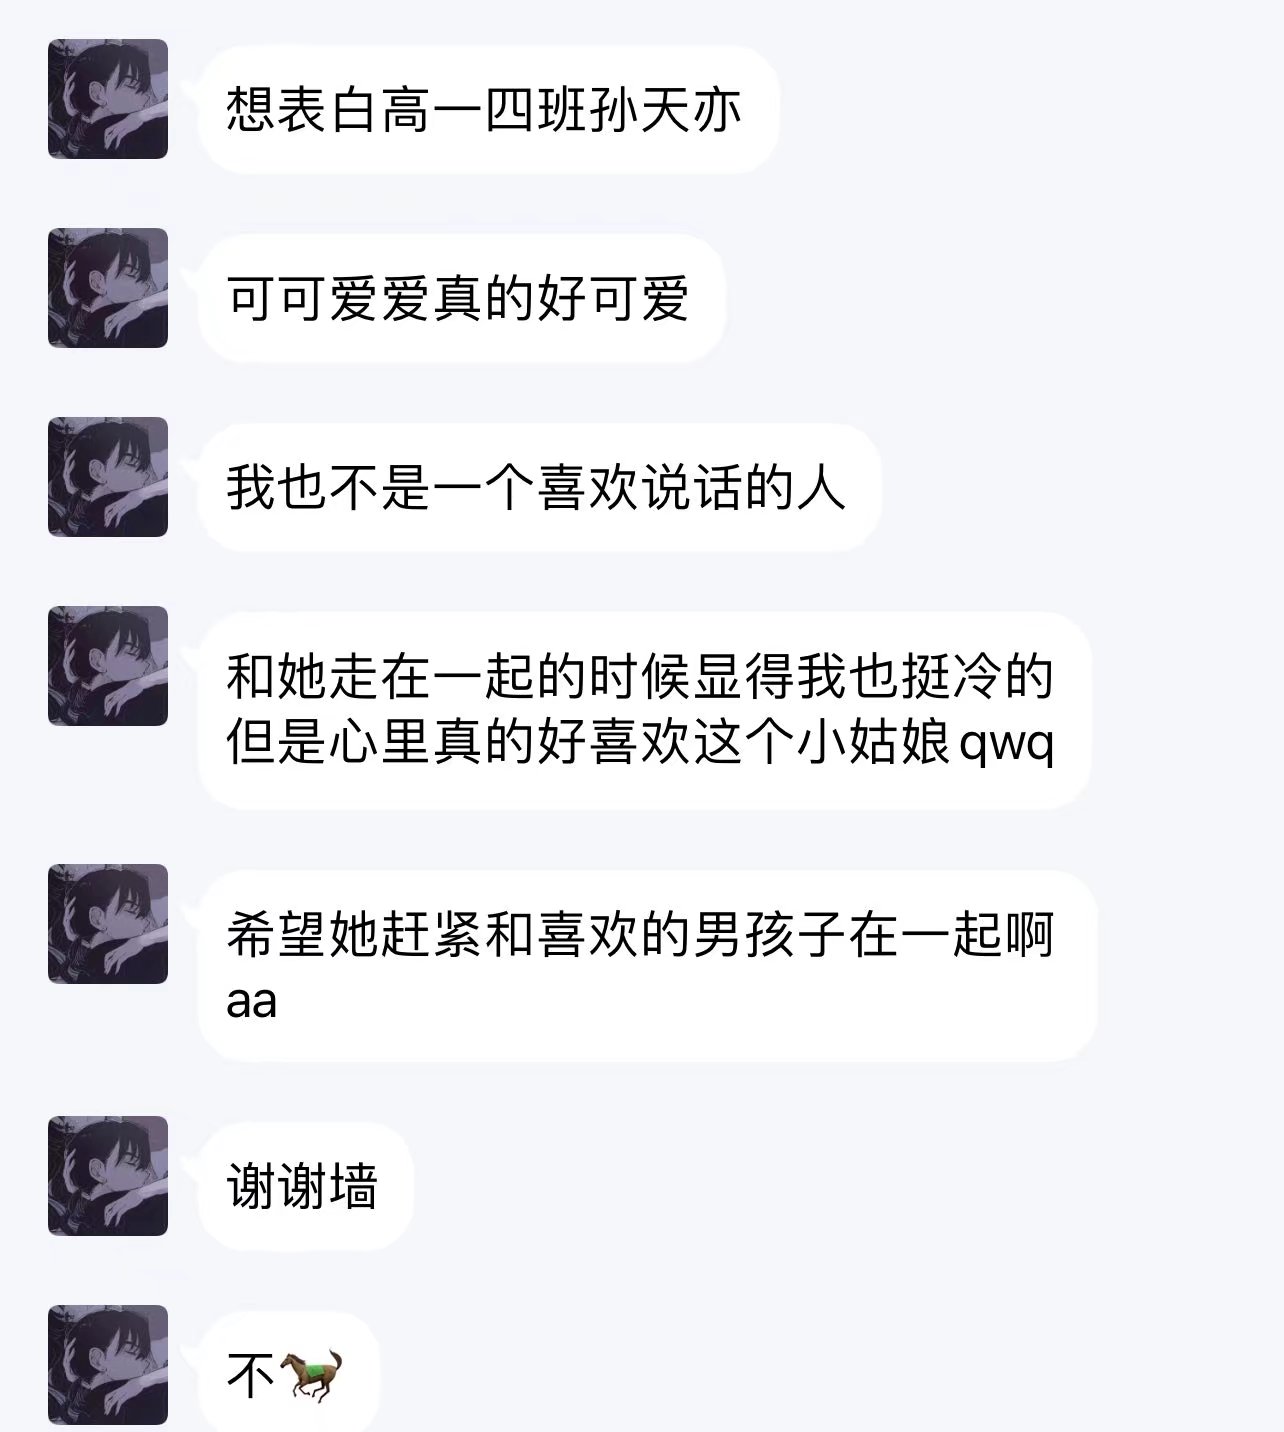 想表白高一四班孙天亦
可可爱爱真的好可爱
我也不是一个喜欢说话的人
和她走在一起的时候显得我也挺冷的
但是心里真的好喜欢这个小姑娘qwq
希望她赶紧和喜欢的男孩子在一起啊
aa
谢谢墙
不🐎